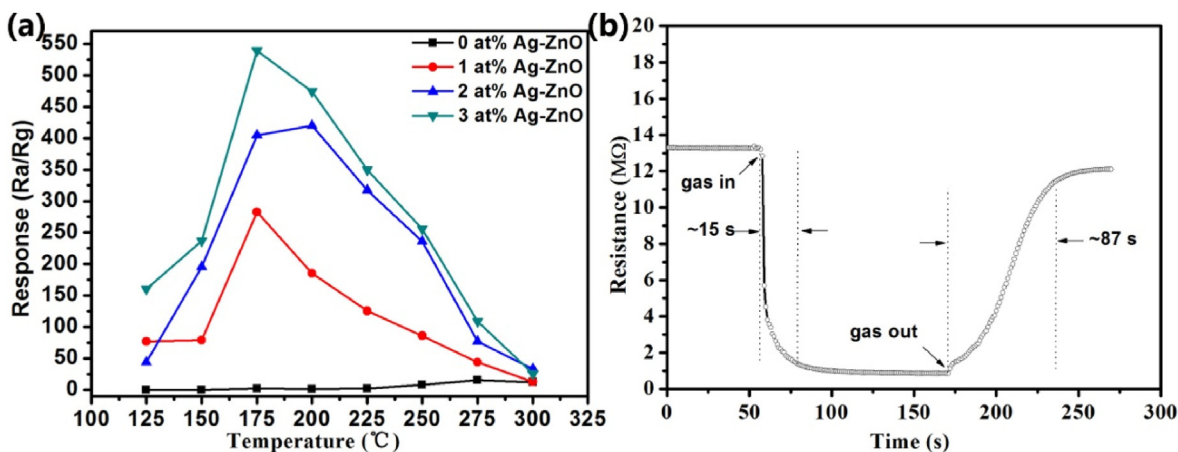 (a)
550
500
450
400
350
300
250
200
150
100
50
0
Response (Ra/Rg)
0 at% Ag-ZnO
1 at% Ag-ZnO
2 at% Ag-ZnO
3 at% Ag-ZnO
100 125 150 175 200 225 250 275 300 325
Temperature (℃)
(b)
20
18
16
14
12
10
8
6
4
2
0
Resistance (MΩ)
gas in
~15 s
~87 s
gas out
0 50 100 150 200 250 300
Time (s)